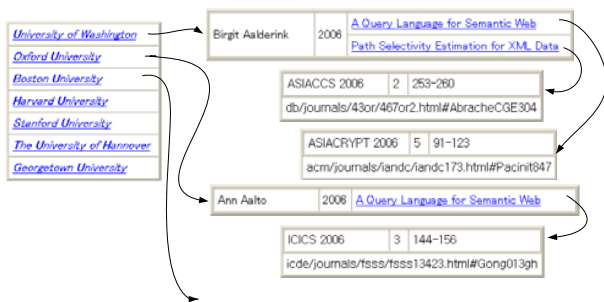 University of Washington
Oxford University
Boston University
Harvard University
Stanford University
The University of Hannover
Georgetown University
Birgit Aalderink 2006 A Query Language for Semantic Web
Path Selectivity Estimation for XML Data
ASIACCS 2006 2 253-260
db/journals/43or/467or2.html#AbracheCGE304
ASIACRYPT 2006 5 91-123
acm/journals/iandc/iandc173.html#Pacinit847
Ann Aalto 2006 A Query Language for Semantic Web
ICICS 2006 3 144-156
icde/journals/fsss/fsss13423.html#Gong013gh